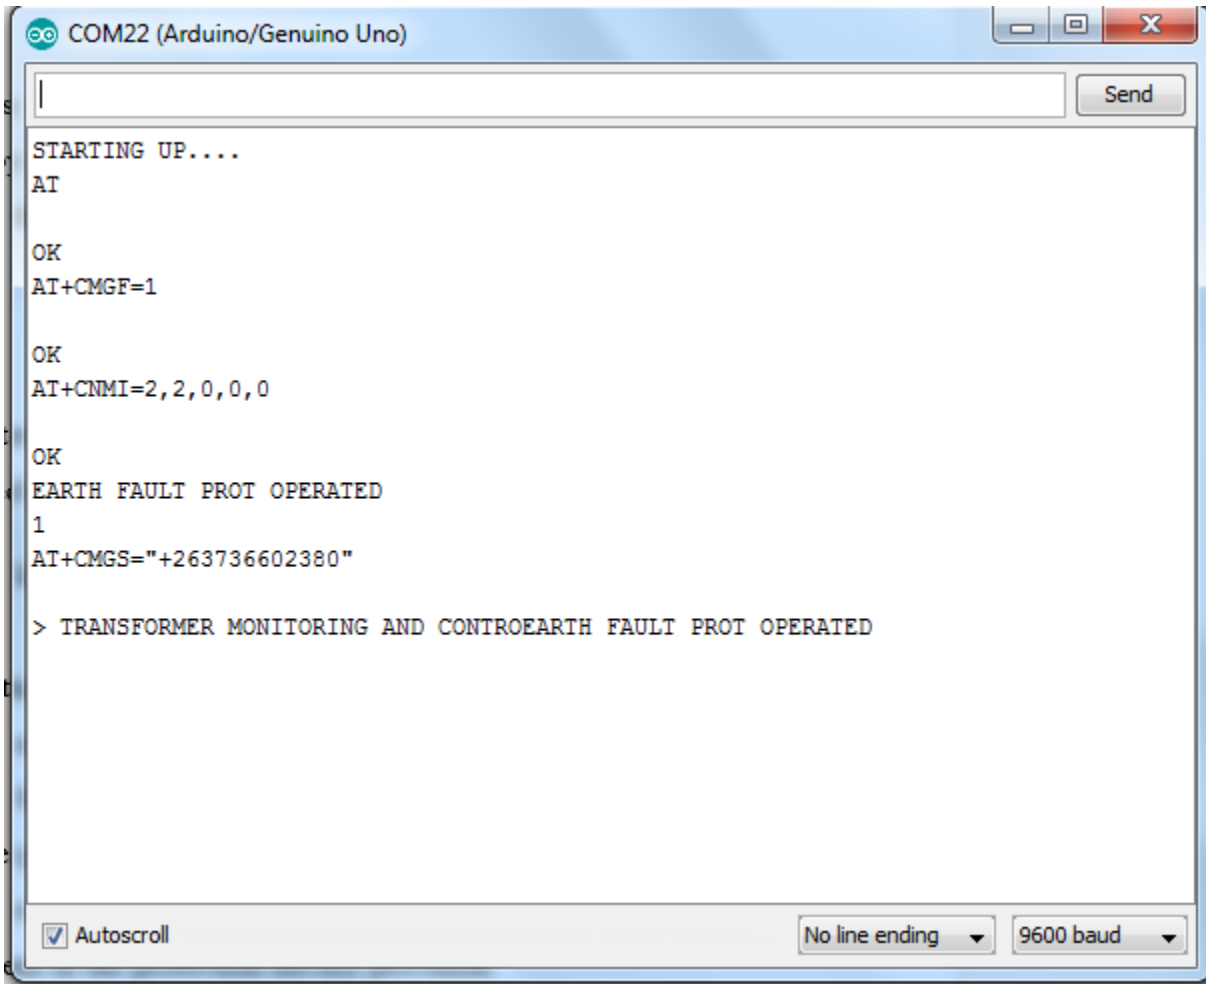 COM22 (Arduino/Genuino Uno)
Send
STARTING UP....
AT
OK
AT+CMGF=1
OK
AT+CNMI=2,2,0,0,0
OK
EARTH FAULT PROT OPERATED
1
AT+CMGS="+263736602380"
> TRANSFORMER MONITORING AND CONTROEARTH FAULT PROT OPERATED
Autoscroll
No line ending
9600 baud